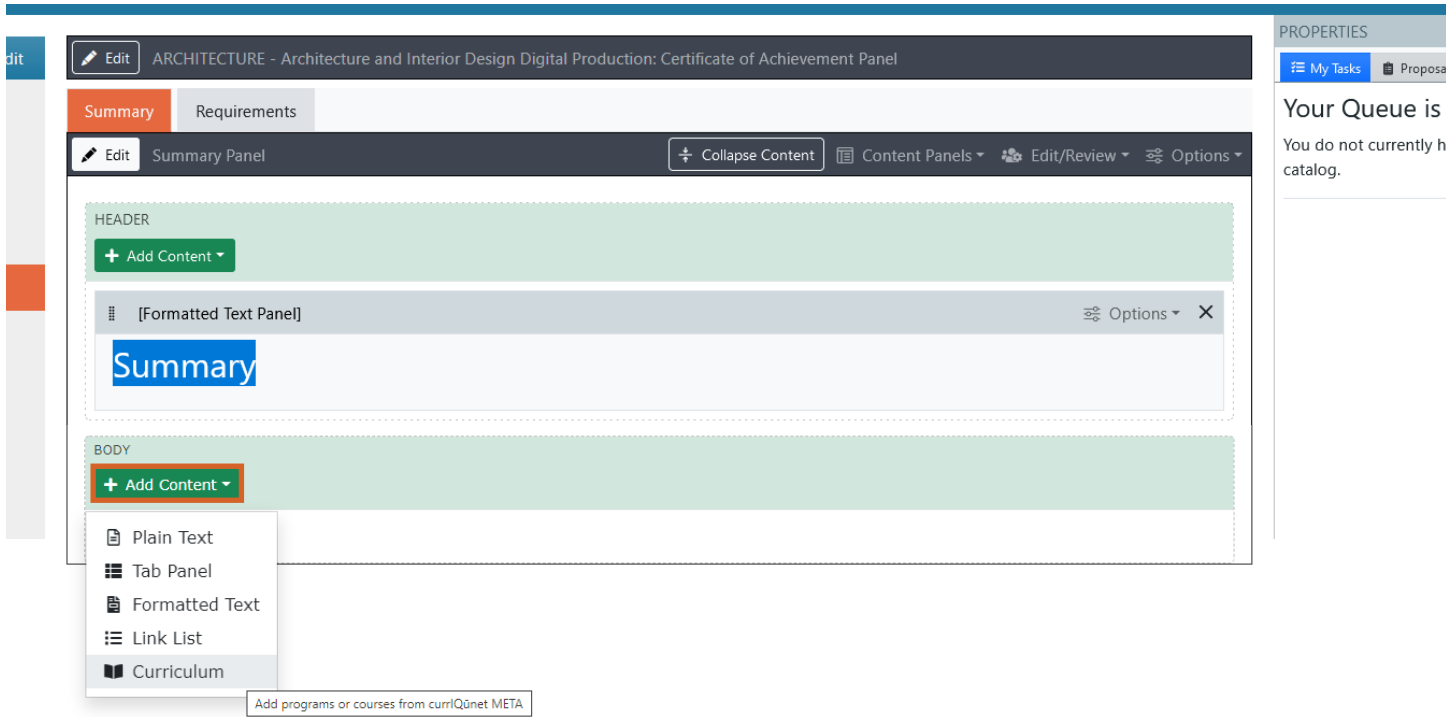 PROPERTIES
dit
Edit ARCHITECTURE - Architecture and Interior Design Digital Production: Certificate of Achievement Panel
My Tasks Proposa
Summary Requirements
Your Queue is
Edit Summary Panel Collapse Content Content Panels Edit/Review Options
You do not currently h
catalog.
HEADER
Add Content
[Formatted Text Panel] Options
Summary
BODY
Add Content
Plain Text
Tab Panel
Formatted Text
Link List
Curriculum
Add programs or courses from currIQūnet META